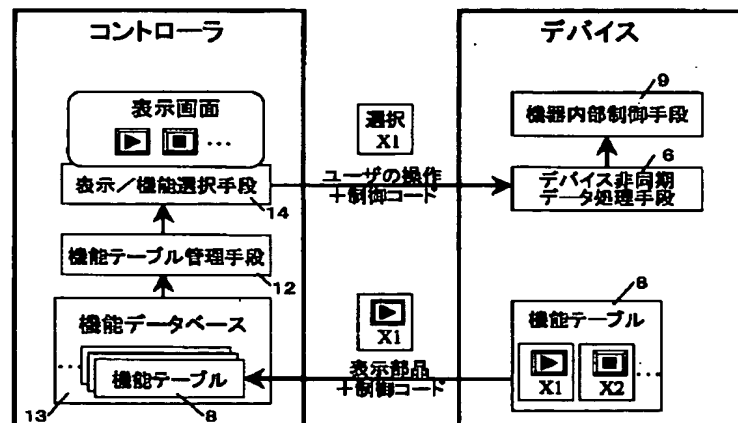 コントローラ
表示画面
...
表示/機能選択手段
14
機能テーブル管理手段
12
機能データベース
...
機能テーブル
13
8
選択
X1
ユーザの操作
+制御コード
X1
表示部品
+制御コード
デバイス
9
機器内部制御手段
6
デバイス非同期
データ処理手段
8
機能テーブル
X1
X2
...